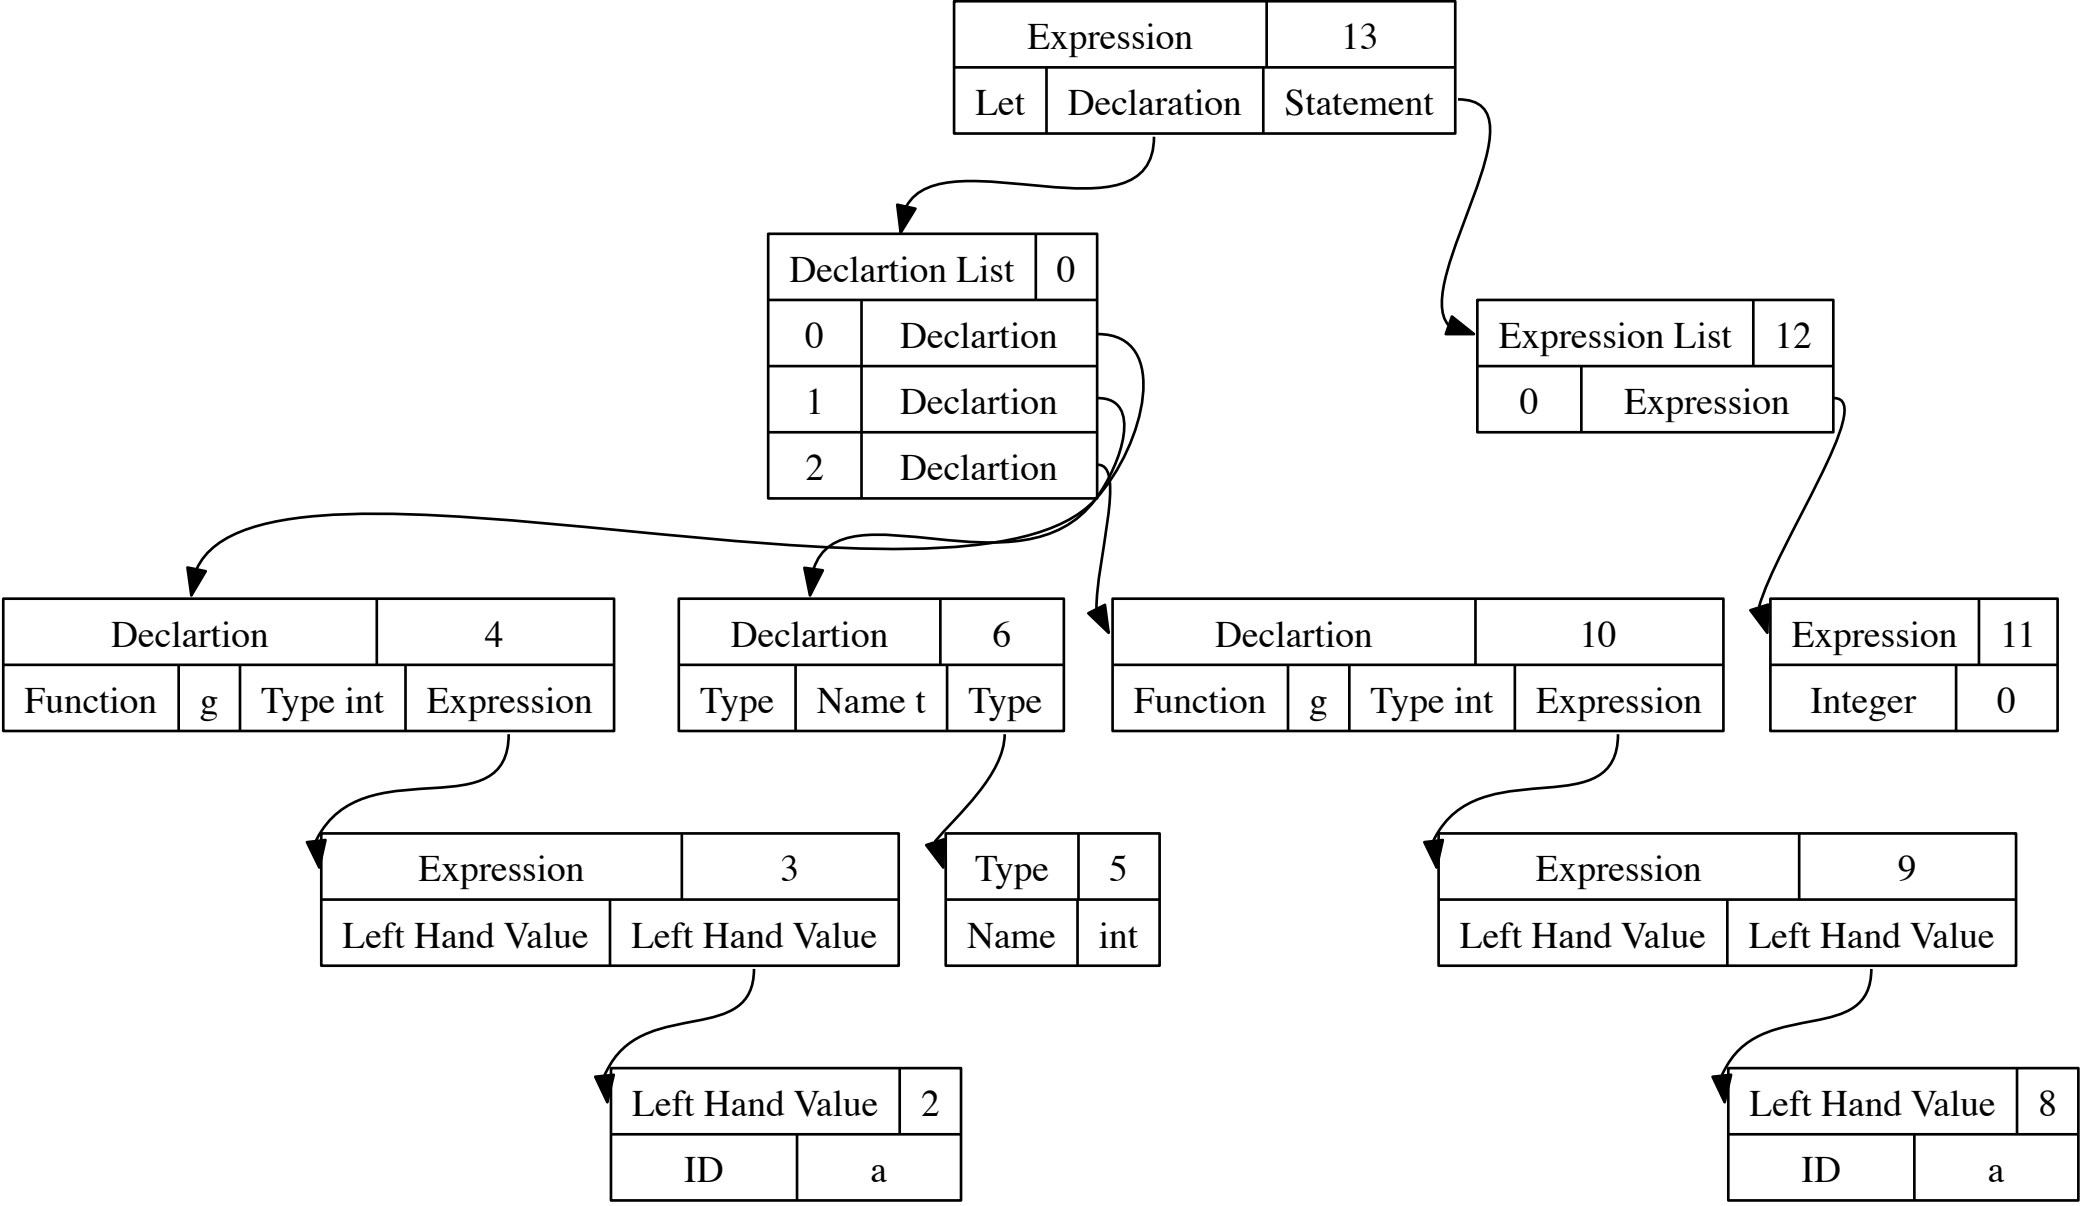 Expression 13
Let Declaration Statement
Declartion List 0
0 Declartion
1 Declartion
2 Declartion
Expression List 12
0 Expression
Declartion 4
Function g Type int Expression
Declartion 6
Type Name t Type
Declartion 10
Function g Type int Expression
Expression 11
Integer 0
Expression 3
Left Hand Value Left Hand Value
Type 5
Name int
Expression 9
Left Hand Value Left Hand Value
Left Hand Value 2
ID a
Left Hand Value 8
ID a